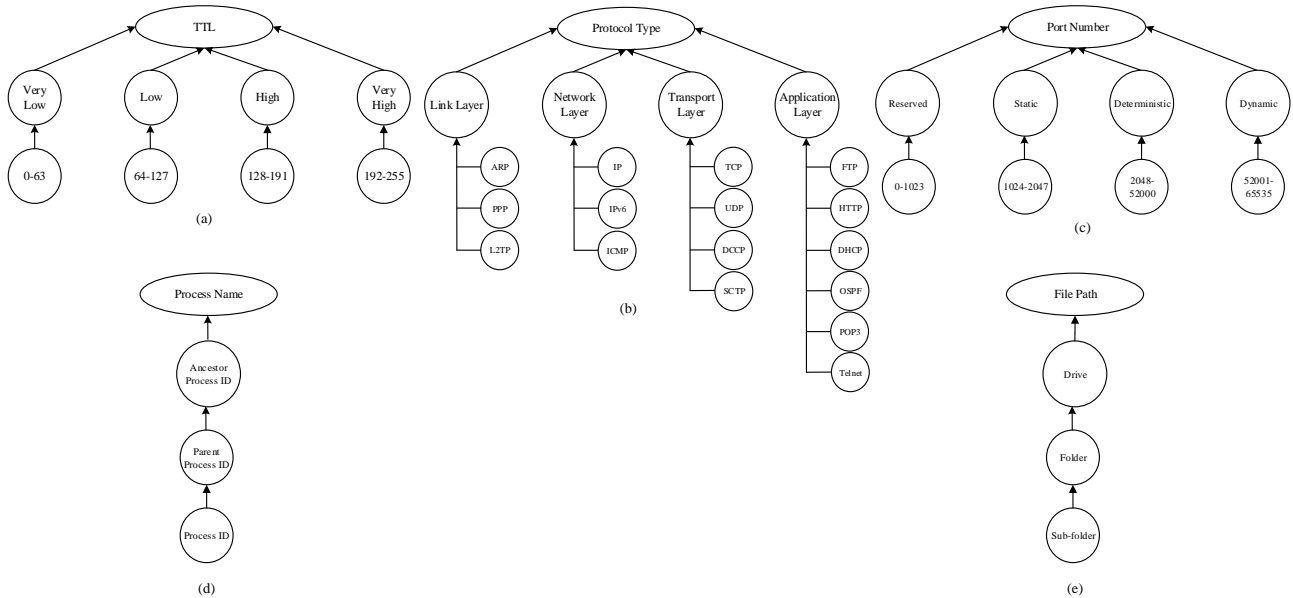 TTL
Very
Low
Low
High
Very
High
0-63
64-127
128-191
192-255
(a)
Protocol Type
Link Layer
Network
Layer
Transport
Layer
Application
Layer
ARP
PPP
L2TP
IP
IPv6
ICMP
TCP
UDP
DCCP
SCTP
FTP
HTTP
DHCP
OSPF
POP3
Telnet
(b)
Port Number
Reserved
Static
Deterministic
Dynamic
0-1023
1024-2047
2048-
52000
52001-
65535
(c)
Process Name
Ancestor
Process ID
Parent
Process ID
Process ID
(d)
File Path
Drive
Folder
Sub-folder
(e)